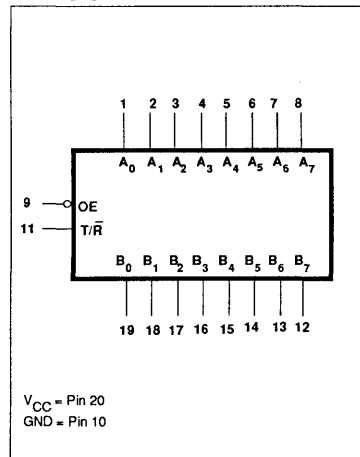 1 2 3 4 5 6 7 8
A0 A1 A2 A3 A4 A5 A6 A7
9 OE
11 T/R̅
B0 B1 B2 B3 B4 B5 B6 B7
19 18 17 16 15 14 13 12
VCC = Pin 20
GND = Pin 10